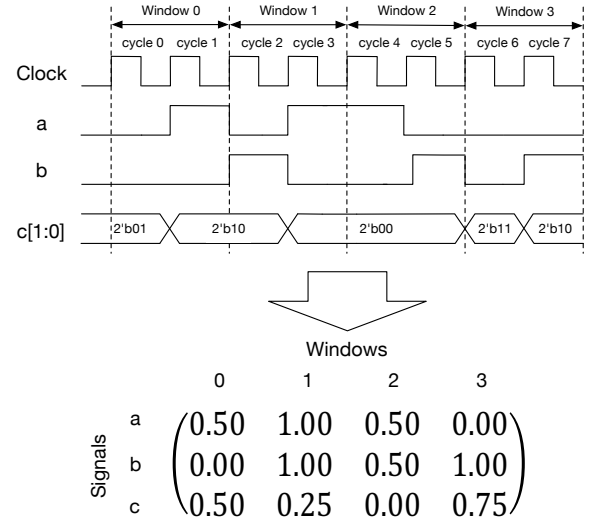 Window 0 Window 1 Window 2 Window 3
cycle 0 cycle 1 cycle 2 cycle 3 cycle 4 cycle 5 cycle 6 cycle 7
Clock
a
b
c[1:0] 2'b01 2'b10 2'b00 2'b11 2'b10
Windows
0 1 2 3
Signals
a 0.50 1.00 0.50 0.00
b 0.00 1.00 0.50 1.00
c 0.50 0.25 0.00 0.75